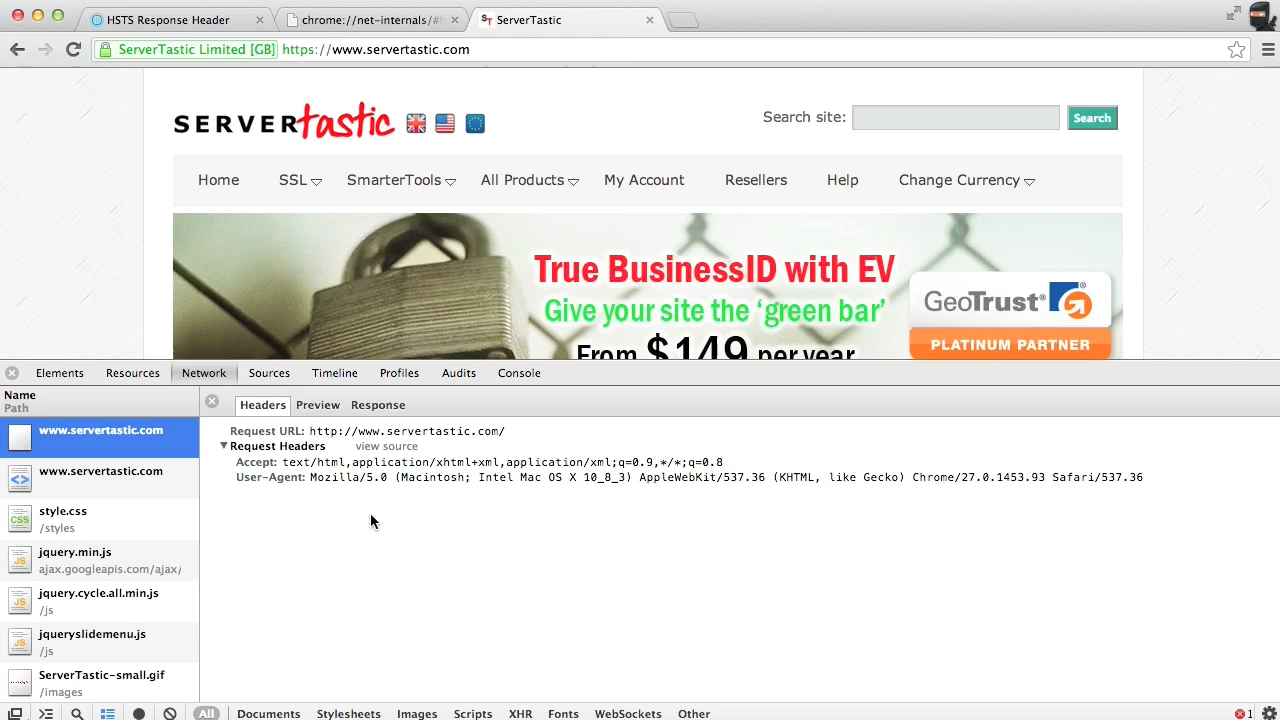 HSTS Response Header
chrome://net-internals/#h
ServerTastic
ServerTastic Limited [GB]
https://www.servertastic.com
SERVERtastic
Search site:
Search
Home
SSL
SmarterTools
All Products
My Account
Resellers
Help
Change Currency
True BusinessID with EV
Give your site the ‘green bar’
From $149 per year
GeoTrust®
PLATINUM PARTNER
Elements
Resources
Network
Sources
Timeline
Profiles
Audits
Console
Name
Path
Headers
Preview
Response
www.servertastic.com
www.servertastic.com
style.css
/styles
jquery.min.js
ajax.googleapis.com/ajax/
jquery.cycle.all.min.js
/js
jqueryslidemenu.js
/js
ServerTastic-small.gif
/images
Request URL: http://www.servertastic.com/
Request Headers view source
Accept: text/html,application/xhtml+xml,application/xml;q=0.9,*/*;q=0.8
User-Agent: Mozilla/5.0 (Macintosh; Intel Mac OS X 10_8_3) AppleWebKit/537.36 (KHTML, like Gecko) Chrome/27.0.1453.93 Safari/537.36
All
Documents
Stylesheets
Images
Scripts
XHR
Fonts
WebSockets
Other
1